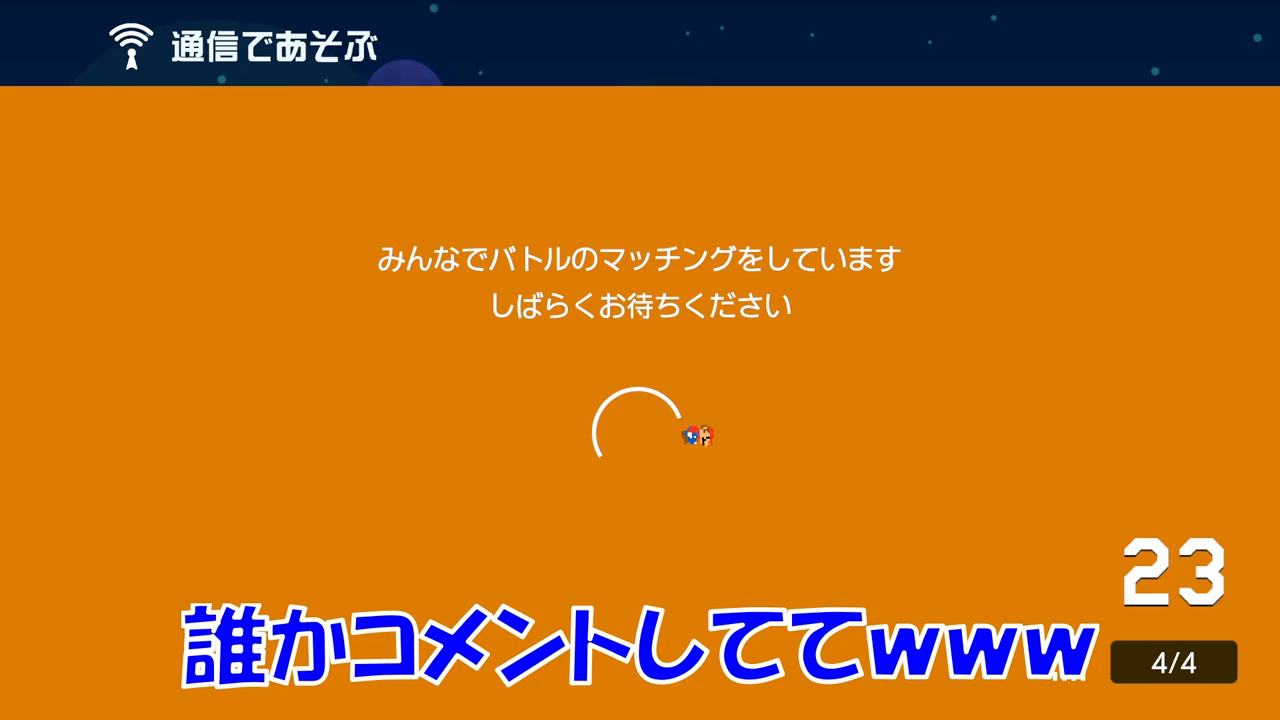 通信であそぶ
みんなでバトルのマッチングをしています
しばらくお待ちください
23
誰かコメントしててwww
4/4